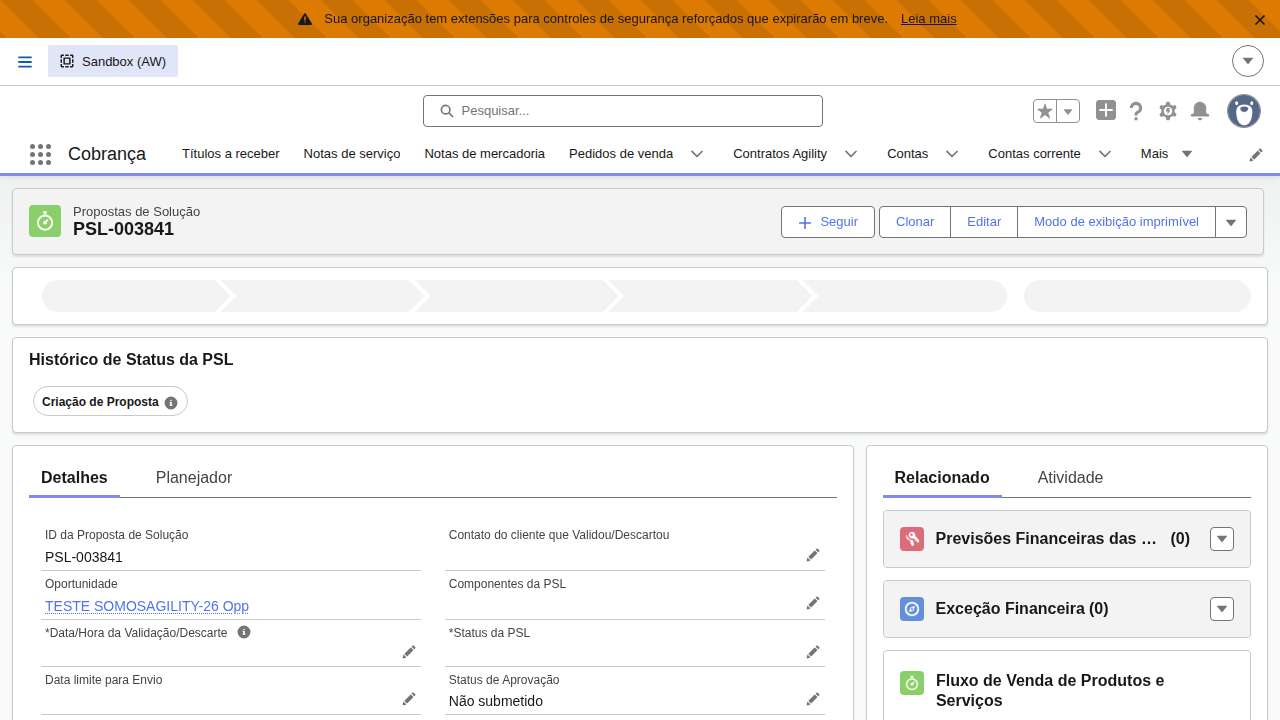 Sua organização tem extensões para controles de segurança reforçados que expirarão em breve. Leia mais
Sandbox (AW)
Pesquisar...
Cobrança Títulos a receber Notas de serviço Notas de mercadoria Pedidos de venda Contratos Agility Contas Contas corrente Mais
Propostas de Solução
PSL-003841
Seguir Clonar Editar Modo de exibição imprimível
Histórico de Status da PSL
Criação de Proposta
Detalhes Planejador
ID da Proposta de Solução
PSL-003841
Contato do cliente que Validou/Descartou
Oportunidade
TESTE SOMOSAGILITY-26 Opp
Componentes da PSL
*Data/Hora da Validação/Descarte
*Status da PSL
Data limite para Envio
Status de Aprovação
Não submetido
Relacionado Atividade
Previsões Financeiras das ... (0)
Exceção Financeira (0)
Fluxo de Venda de Produtos e
Serviços